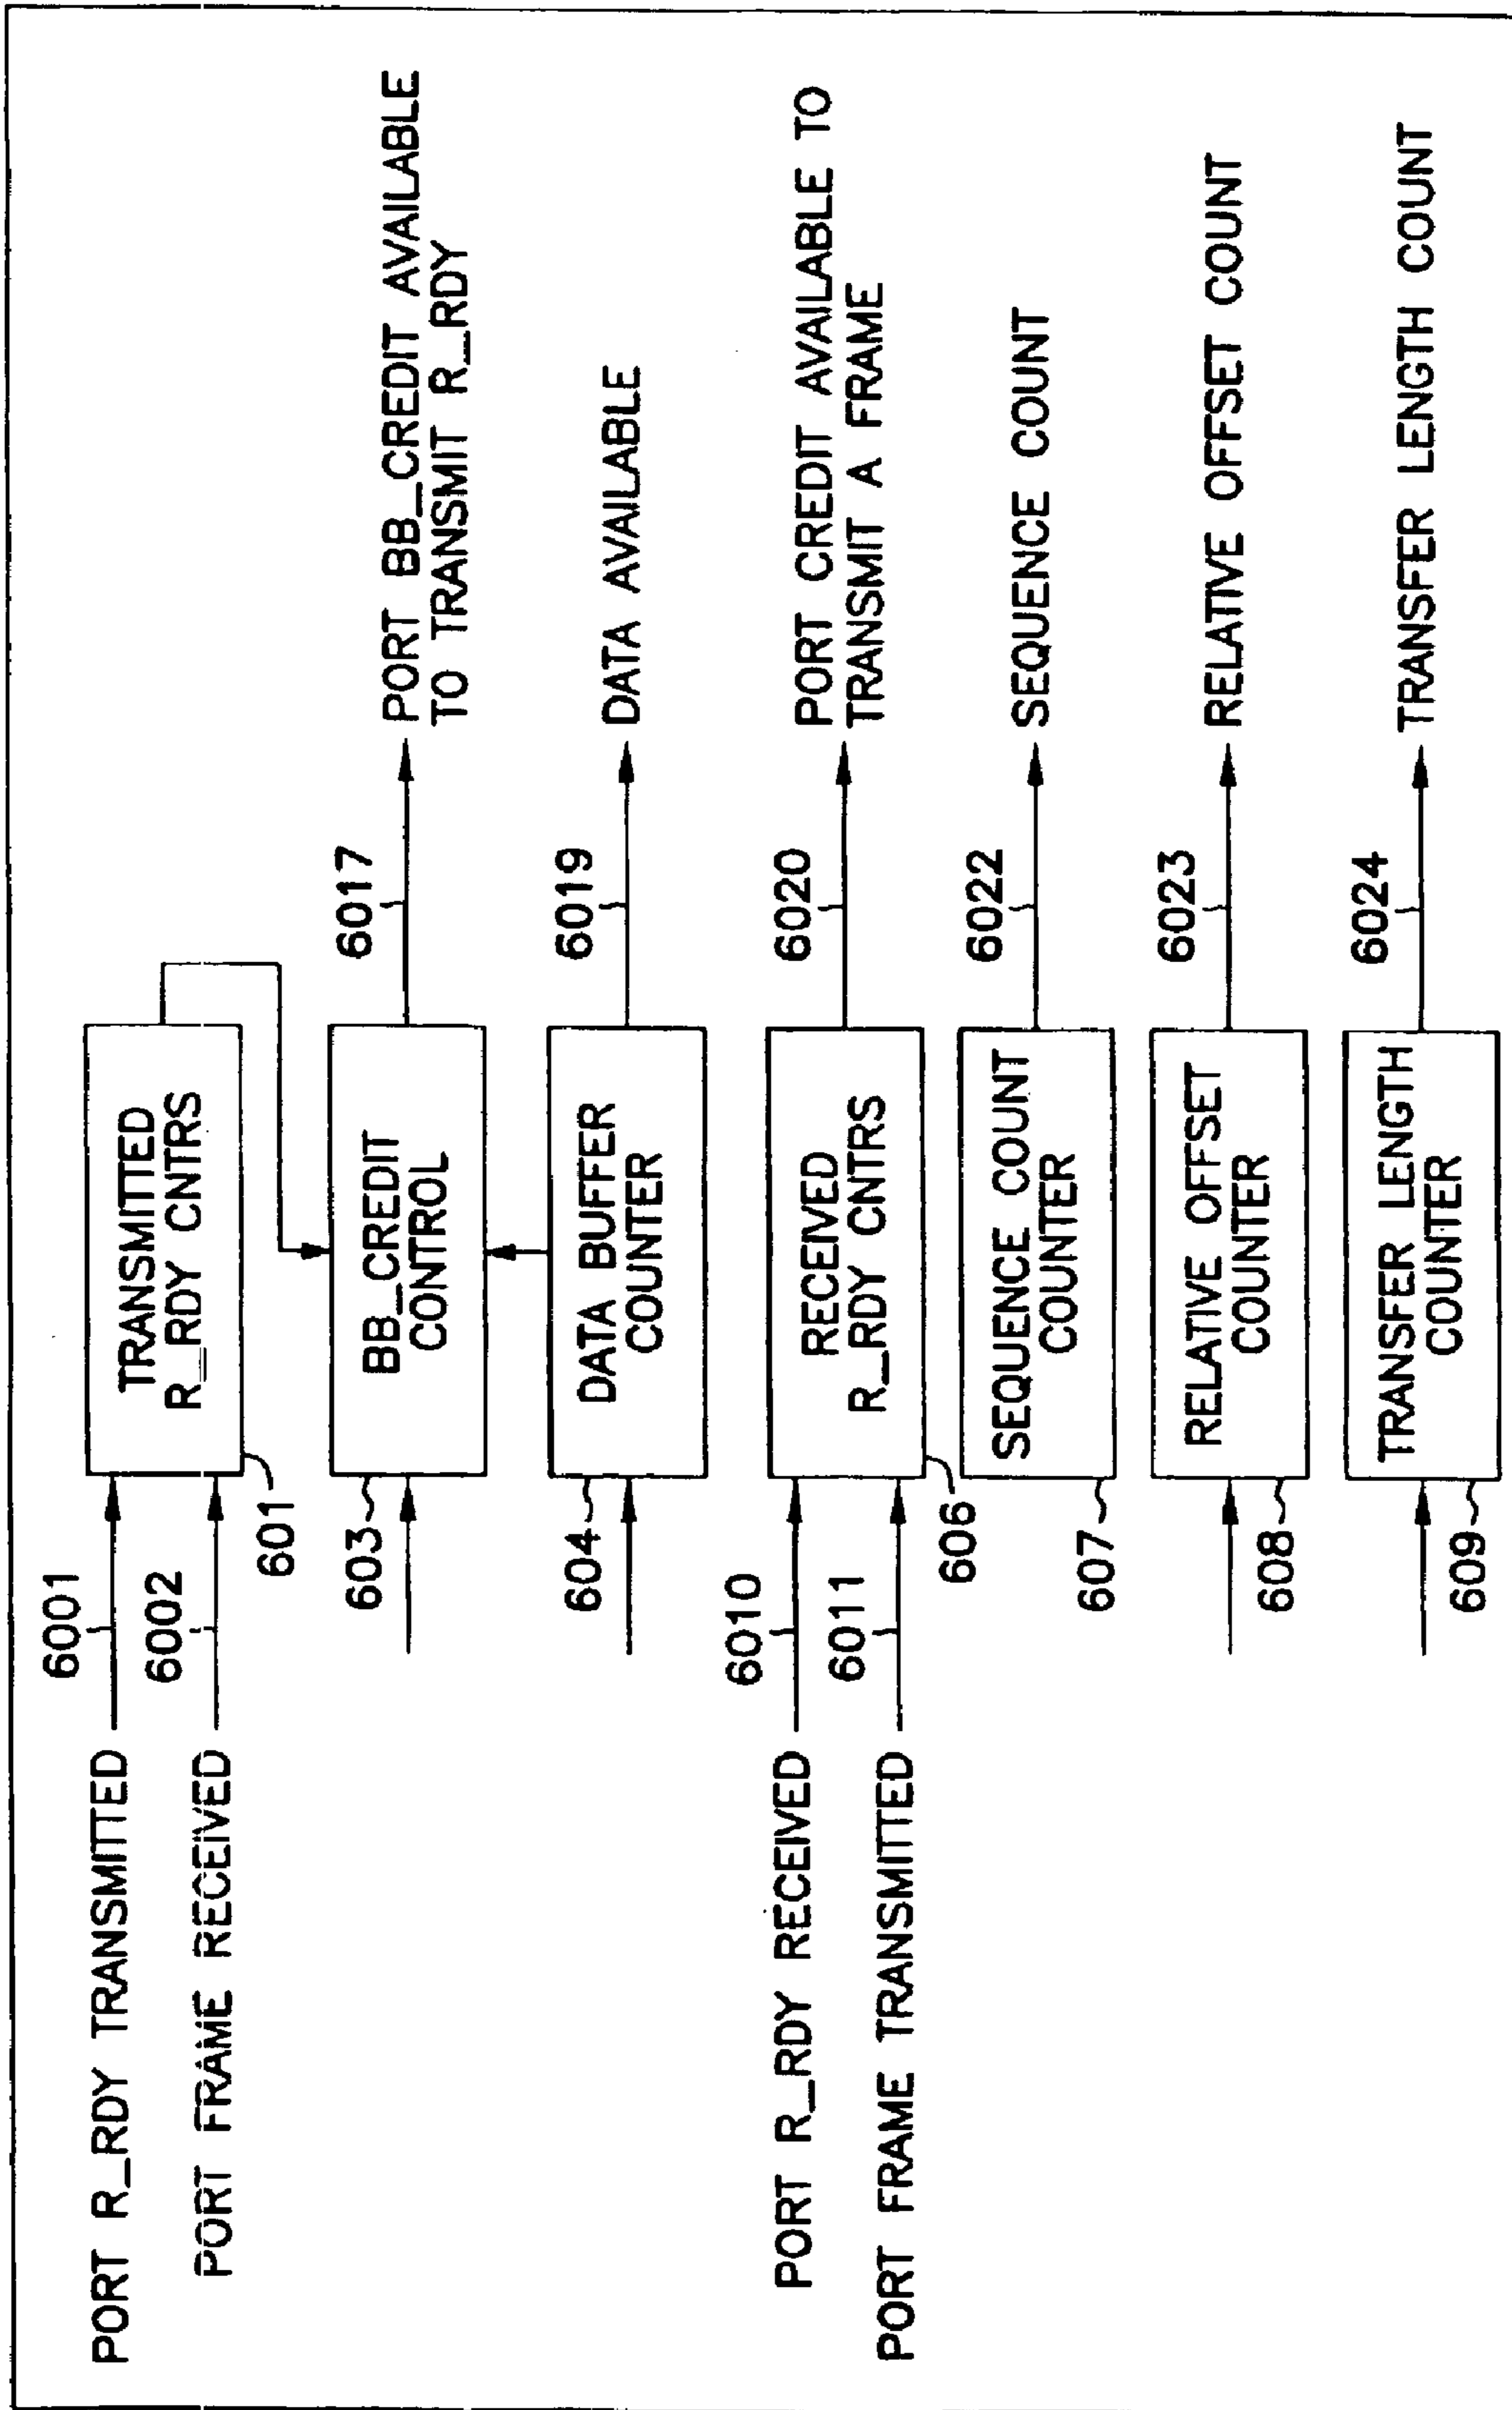 PORT R_RDY TRANSMITTED
6001
PORT FRAME RECEIVED
6002
TRANSMITTED
R_RDY CNTRS
601
603
BB_CREDIT
CONTROL
6017
PORT BB_CREDIT AVAILABLE
TO TRANSMIT R_RDY
604
DATA BUFFER
COUNTER
6019
DATA AVAILABLE
PORT R_RDY RECEIVED
6010
PORT FRAME TRANSMITTED
6011
RECEIVED
R_RDY CNTRS
606
6020
PORT CREDIT AVAILABLE TO
TRANSMIT A FRAME
607
SEQUENCE COUNT
COUNTER
6022
SEQUENCE COUNT
608
RELATIVE OFFSET
COUNTER
6023
RELATIVE OFFSET COUNT
609
TRANSFER LENGTH
COUNTER
6024
TRANSFER LENGTH COUNT